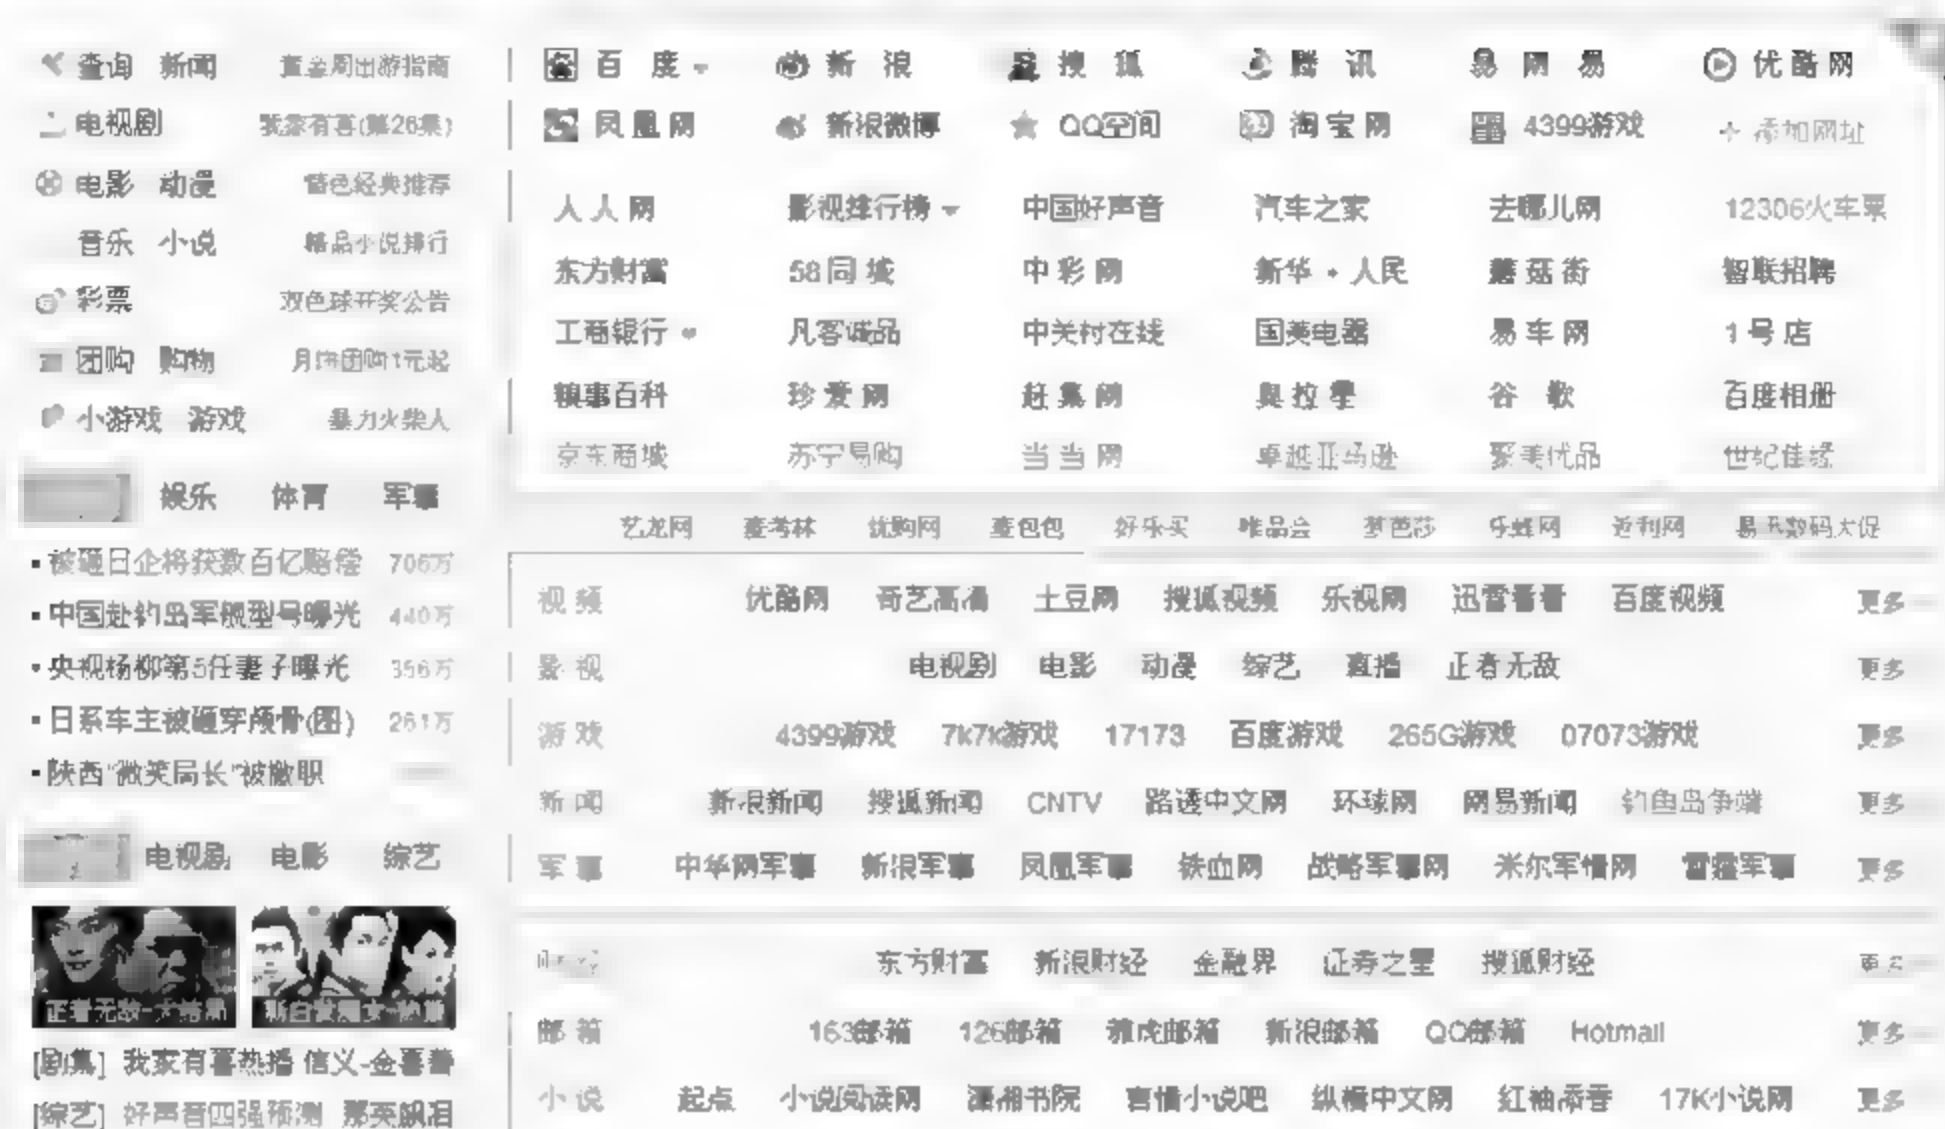 查询 新闻
电视剧 我家有喜(第26集)
电影 动漫 经典推荐
音乐 小说 精品小说排行
彩票 双色球开奖公告
团购 购物 月饼团购1元起
小游戏 游戏 暴力火柴人
娱乐 体育 军事
被砸日企将获数百亿赔偿 706万
中国赴钓岛军舰型号曝光 440万
央视杨柳第5任妻子曝光 356万
日系车主被砸穿颅骨(图) 261万
陕西"微笑局长"被撤职
电视剧 电影 综艺
正者无敌-大结局
[剧集] 我家有喜热播 信义-金喜善
[综艺] 好声音四强预测
百度 新浪 搜狐 腾讯 网易 优酷网
凤凰网 新浪微博 QQ空间 淘宝网 4399游戏 + 添加网址
人人网 影视排行榜 中国好声音 汽车之家 去哪儿网 12306火车票
东方财富 58同城 中彩网 新华·人民 蘑菇街 智联招聘
工商银行 凡客诚品 中关村在线 国美电器 易车网 1号店
糗事百科 珍爱网 赶集网 奥拉星 谷歌 百度相册
京东商城 苏宁易购 当当网 卓越亚马逊 聚美优品 世纪佳缘
艺龙网 麦考林 优购网 麦包包 好乐买 唯品会 梦芭莎 乐蜂网
视频 优酷网 奇艺高清 土豆网 搜狐视频 乐视网 迅雷看看 百度视频 更多
影视 电视剧 电影 动漫 综艺 直播 正者无敌 更多
游戏 4399游戏 7k7k游戏 17173 百度游戏 265G游戏 07073游戏 更多
新闻 新浪新闻 搜狐新闻 CNTV 路透中文网 环球网 网易新闻 钓鱼岛争端 更多
军事 中华网军事 新浪军事 凤凰军事 铁血网 战略军事网 米尔军情网 雷霆军事 更多
东方财富 新浪财经 金融界 证券之星 搜狐财经 更多
邮箱 163邮箱 126邮箱 雅虎邮箱 新浪邮箱 QQ邮箱 Hotmail 更多
小说 起点 小说阅读网 潇湘书院 言情小说吧 纵横中文网 红袖添香 17K小说网 更多